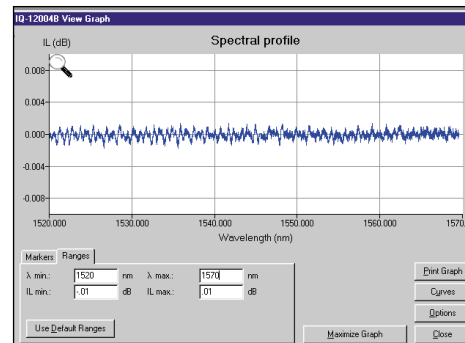 IQ-12004B View Graph
IL (dB)
Spectral profile
0.008
0.004
0.000
-0.004
-0.008
1520.000 1530.000 1540.000 1550.000 1560.000 1570.
Wavelength (nm)
Markers Ranges
λ min.: 1520 nm λ max.: 1570 nm
IL min.: -.01 dB IL max.: .01 dB
Print Graph
Curves
Options
Use Default Ranges
Maximize Graph
Close